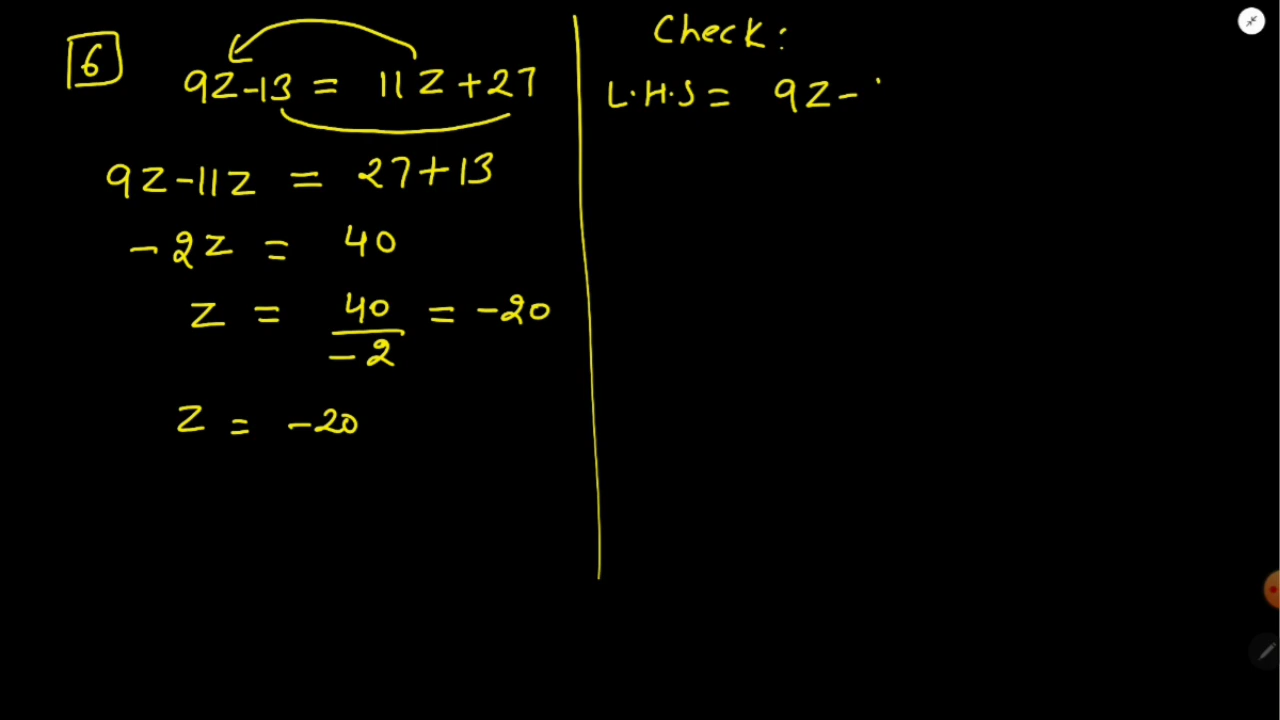 6
9z-13 = 11z+27
9z-11z = 27+13
-2z = 40
z = 40/-2 = -20
z = -20
Check:
L.H.S = 9z-